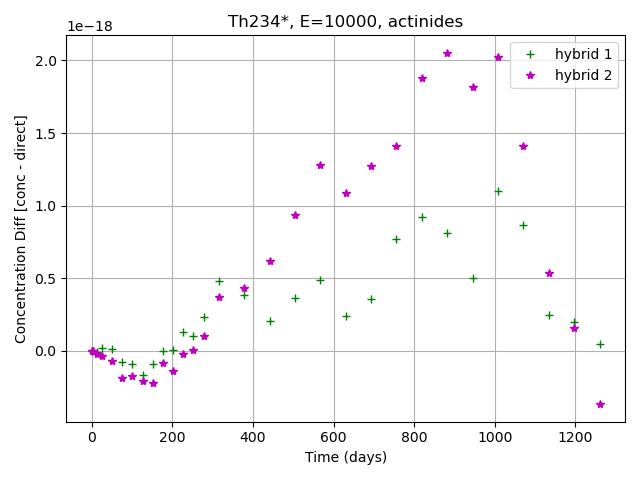 Th234*, E=10000, actinides
1e−18
hybrid 1
hybrid 2
2.0
1.5
1.0
0.5
0.0
Concentration Diff [conc - direct]
0 200 400 600 800 1000 1200
Time (days)